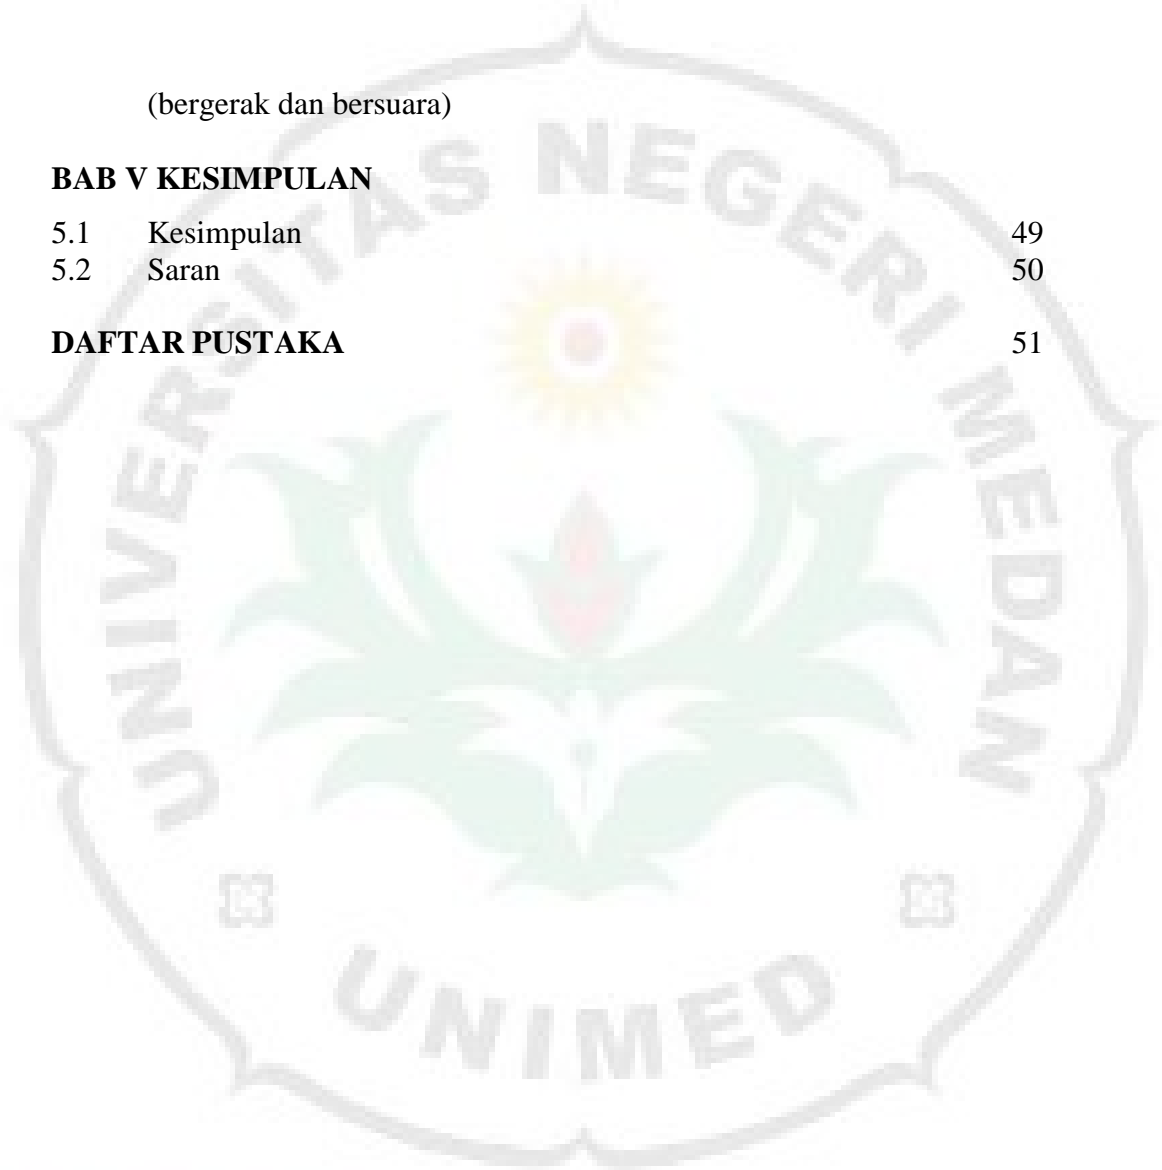 (bergerak dan bersuara)
BAB V KESIMPULAN
5.1 Kesimpulan 49
5.2 Saran 50
DAFTAR PUSTAKA 51
UNIVERSITAS NEGERI MEDAN
UNIMED